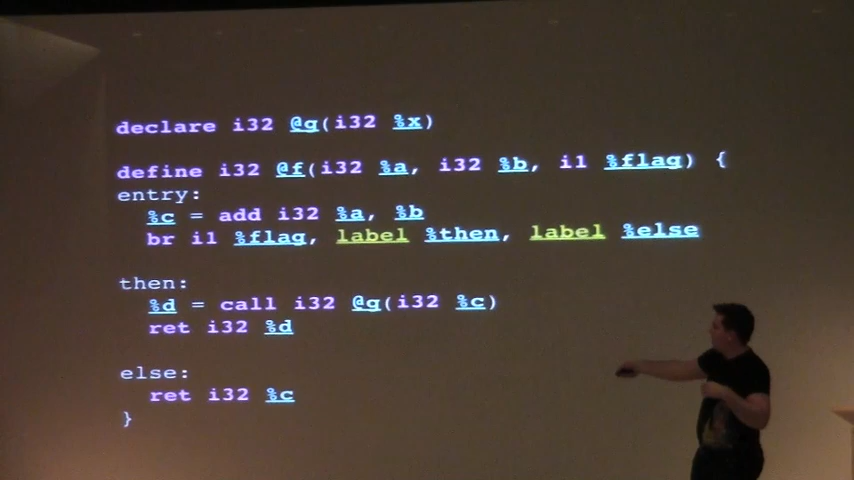 declare i32 @g(i32 %x)
define i32 @f(i32 %a, i32 %b, i1 %flag) {
entry:
%c = add i32 %a, %b
br i1 %flag, label %then, label %else
then:
%d = call i32 @g(i32 %c)
ret i32 %d
else:
ret i32 %c
}